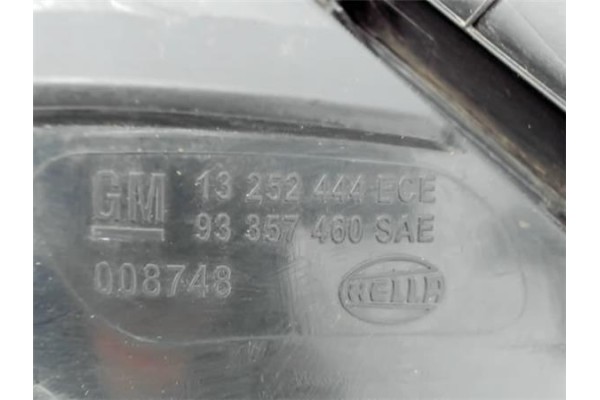 GM 13 252 444 ECE
93 357 460 SAE
008748 HELLA